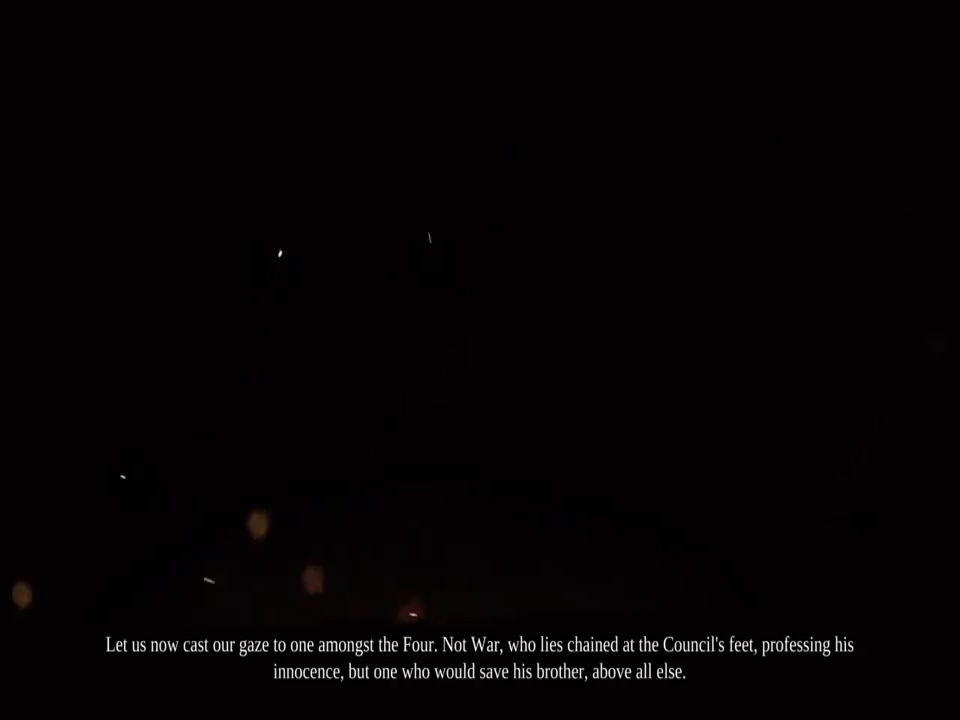 Let us now cast our gaze to one amongst the Four. Not War, who lies chained at the Council's feet, professing his
innocence, but one who would save his brother, above all else.